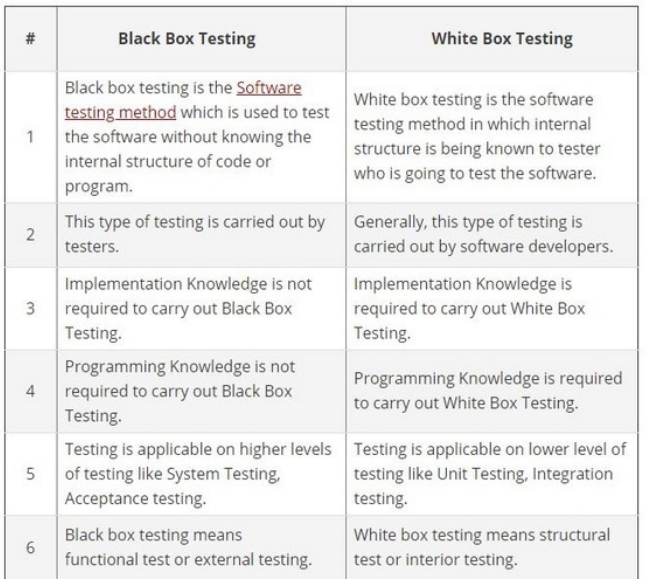 # Black Box Testing White Box Testing
1
Black box testing is the Software
testing method which is used to test
the software without knowing the
internal structure of code or
program.
White box testing is the software
testing method in which internal
structure is being known to tester
who is going to test the software.
2
This type of testing is carried out by
testers.
Generally, this type of testing is
carried out by software developers.
3
Implementation Knowledge is not
required to carry out Black Box
Testing.
Implementation Knowledge is
required to carry out White Box
Testing.
4
Programming Knowledge is not
required to carry out Black Box
Testing.
Programming Knowledge is required
to carry out White Box Testing.
5
Testing is applicable on higher levels
of testing like System Testing,
Acceptance testing.
Testing is applicable on lower level of
testing like Unit Testing, Integration
testing.
6
Black box testing means
functional test or external testing.
White box testing means structural
test or interior testing.